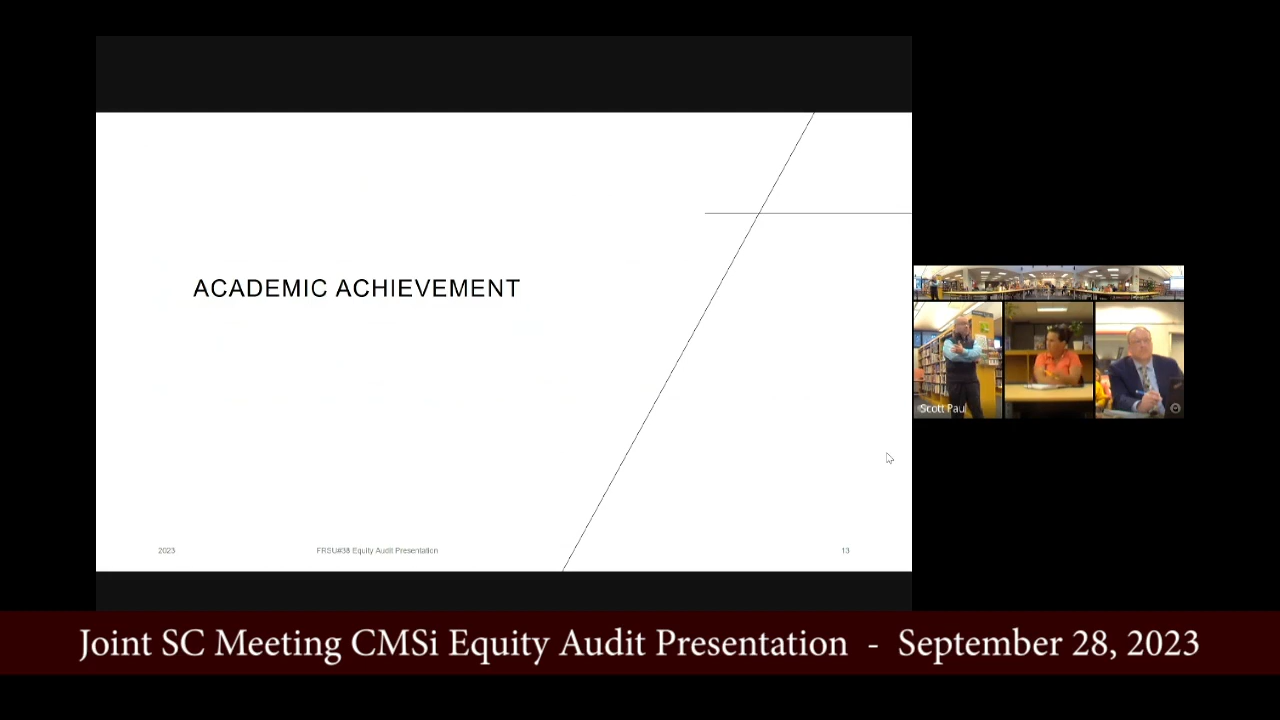 ACADEMIC ACHIEVEMENT
Scott Paul
2023
FRSU#38 Equity Audit Presentation
13
Joint SC Meeting CMSi Equity Audit Presentation - September 28, 2023